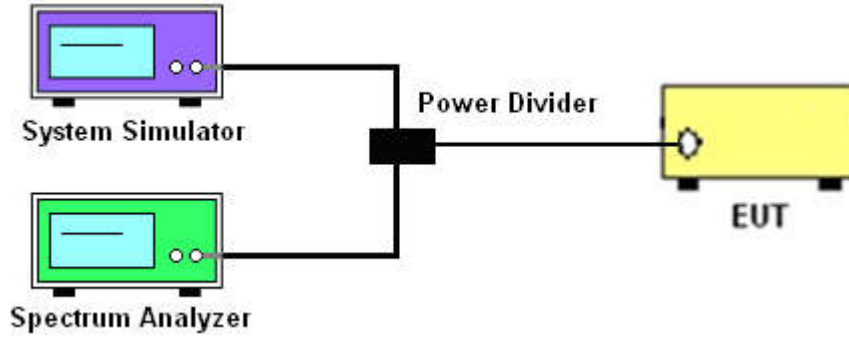 System Simulator
Power Divider
EUT
Spectrum Analyzer